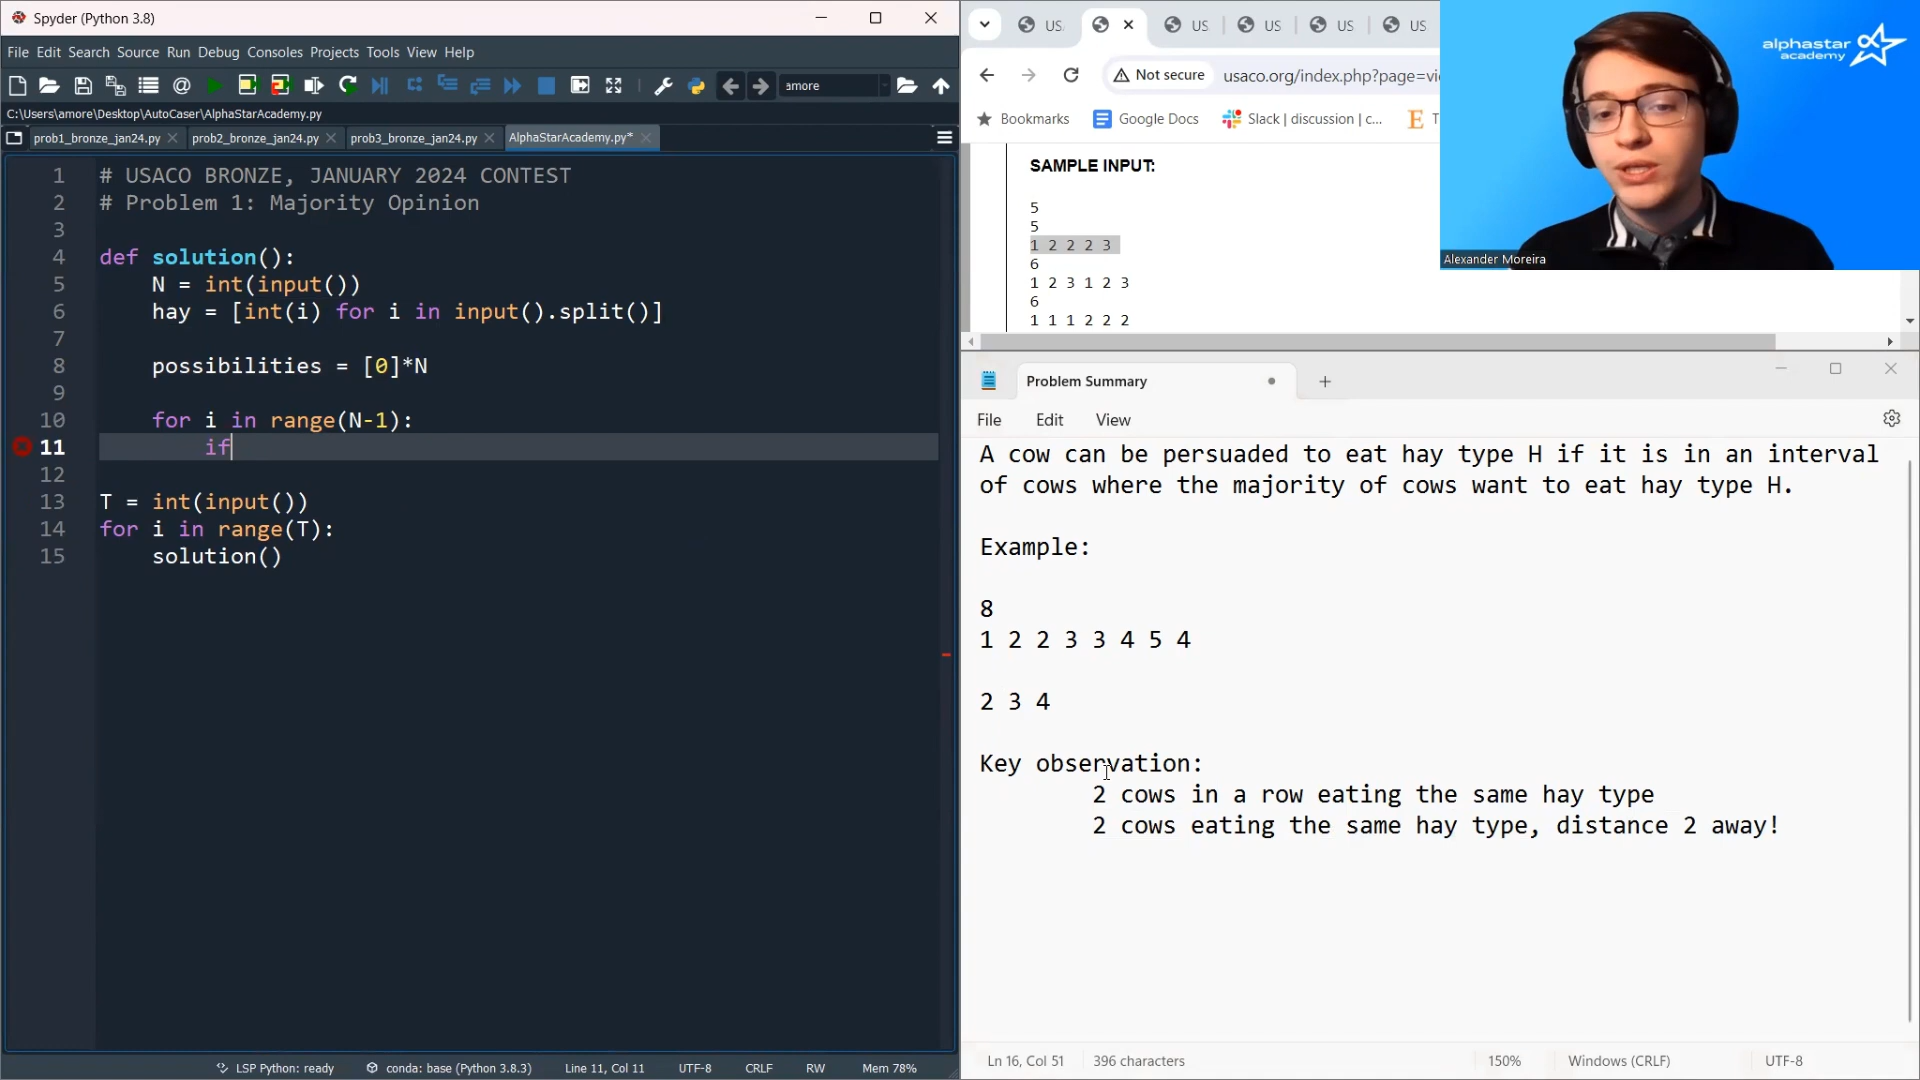 Spyder (Python 3.8)
File Edit Search Source Run Debug Consoles Projects Tools View Help
amore
C:\Users\amore\Desktop\AutoCaser\AlphaStarAcademy.py
prob1_bronze_jan24.py prob2_bronze_jan24.py prob3_bronze_jan24.py AlphaStarAcademy.py*
1 # USACO BRONZE, JANUARY 2024 CONTEST
2 # Problem 1: Majority Opinion
3
4 def solution():
5 N = int(input())
6 hay = [int(i) for i in input().split()]
7
8 possibilities = [0]*N
9
10 for i in range(N-1):
11 if
12
13 T = int(input())
14 for i in range(T):
15 solution()
LSP Python: ready conda: base (Python 3.8.3) Line 11, Col 11 UTF-8 CRLF RW Mem 78%
US US US US US
Not secure usaco.org/index.php?page=vi
Bookmarks Google Docs Slack | discussion | c... T
SAMPLE INPUT:
5
5
1 2 2 2 3
6
1 2 3 1 2 3
6
1 1 1 2 2 2
alphastar
academy
Alexander Moreira
Problem Summary
File Edit View
A cow can be persuaded to eat hay type H if it is in an interval
of cows where the majority of cows want to eat hay type H.
Example:
8
1 2 2 3 3 4 5 4
2 3 4
Key observation:
2 cows in a row eating the same hay type
2 cows eating the same hay type, distance 2 away!
Ln 16, Col 51 396 characters 150% Windows (CRLF) UTF-8